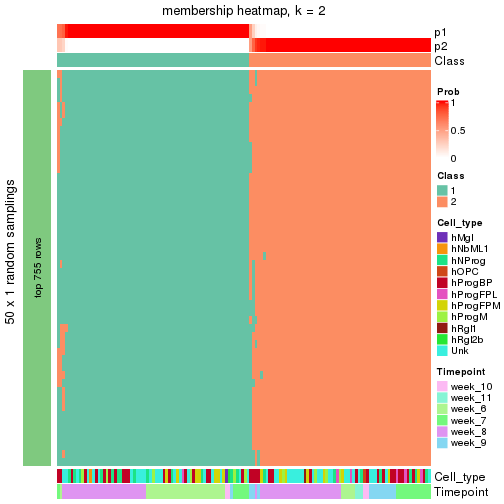 membership heatmap, k = 2
p1
p2
Class
50 x 1 random samplings
top 755 rows
Prob
1
0.5
0
Class
1
2
Cell_type
hMgl
hNbML1
hNProg
hOPC
hProgBP
hProgFPL
hProgFPM
hProgM
hRgl1
hRgl2b
Unk
Timepoint
week_10
week_11
week_6
week_7
week_8
week_9
Cell_type
Timepoint